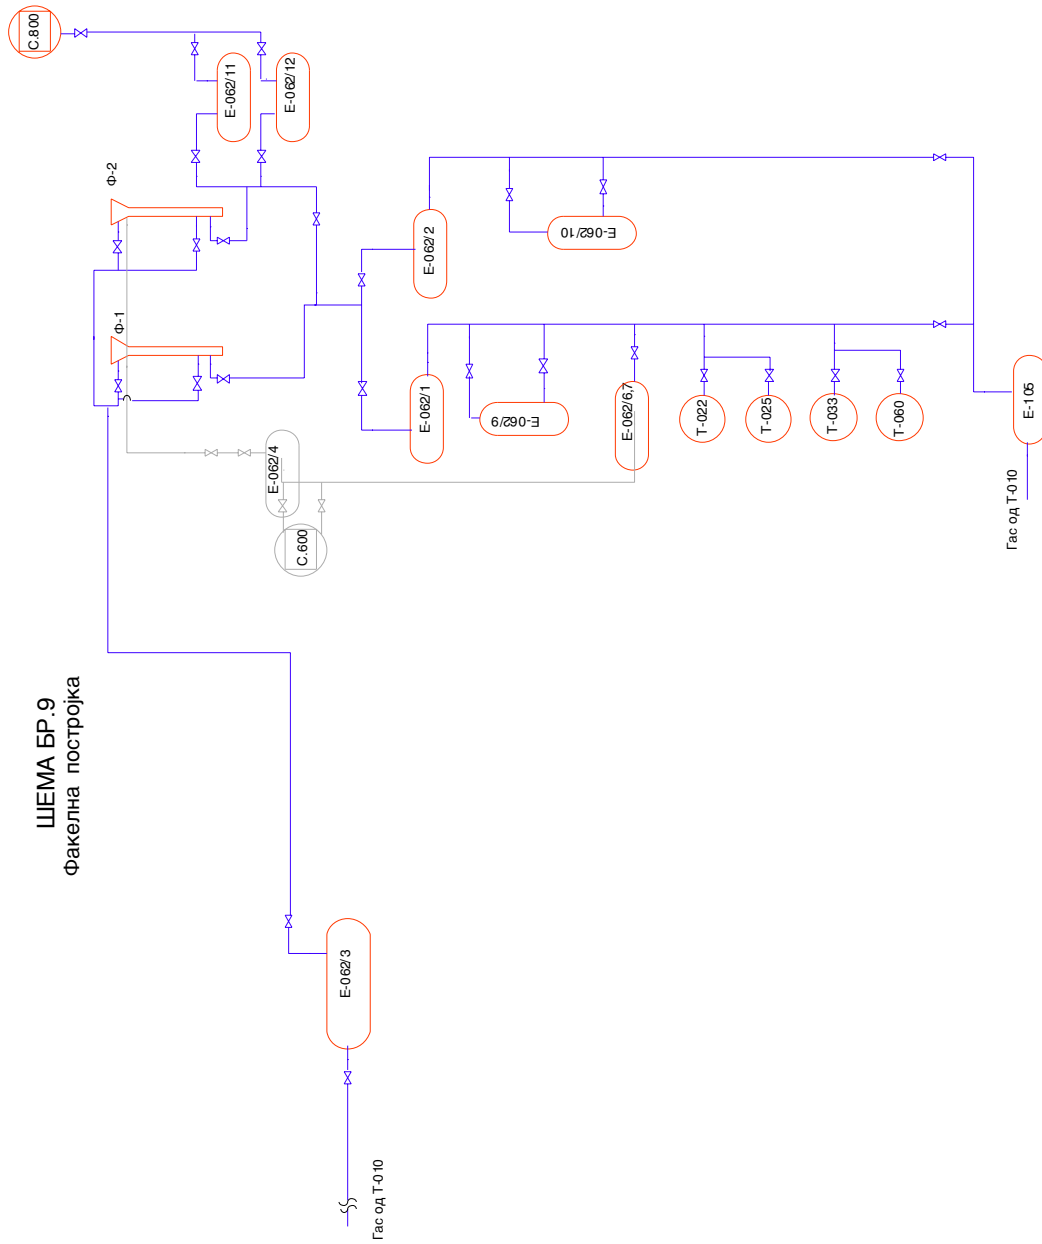 ШЕМА БР.9
Факелна постројка
С.800
Е-062/11
Е-062/12
Ф-2
Ф-1
Е-062/2
Е-062/10
Е-062/1
Е-062/9
Е-062/6,7
Т-022
Т-025
Т-033
Т-060
Е-105
Гас од Т-010
Е-062/4
С.600
Е-062/3
Гас од Т-010